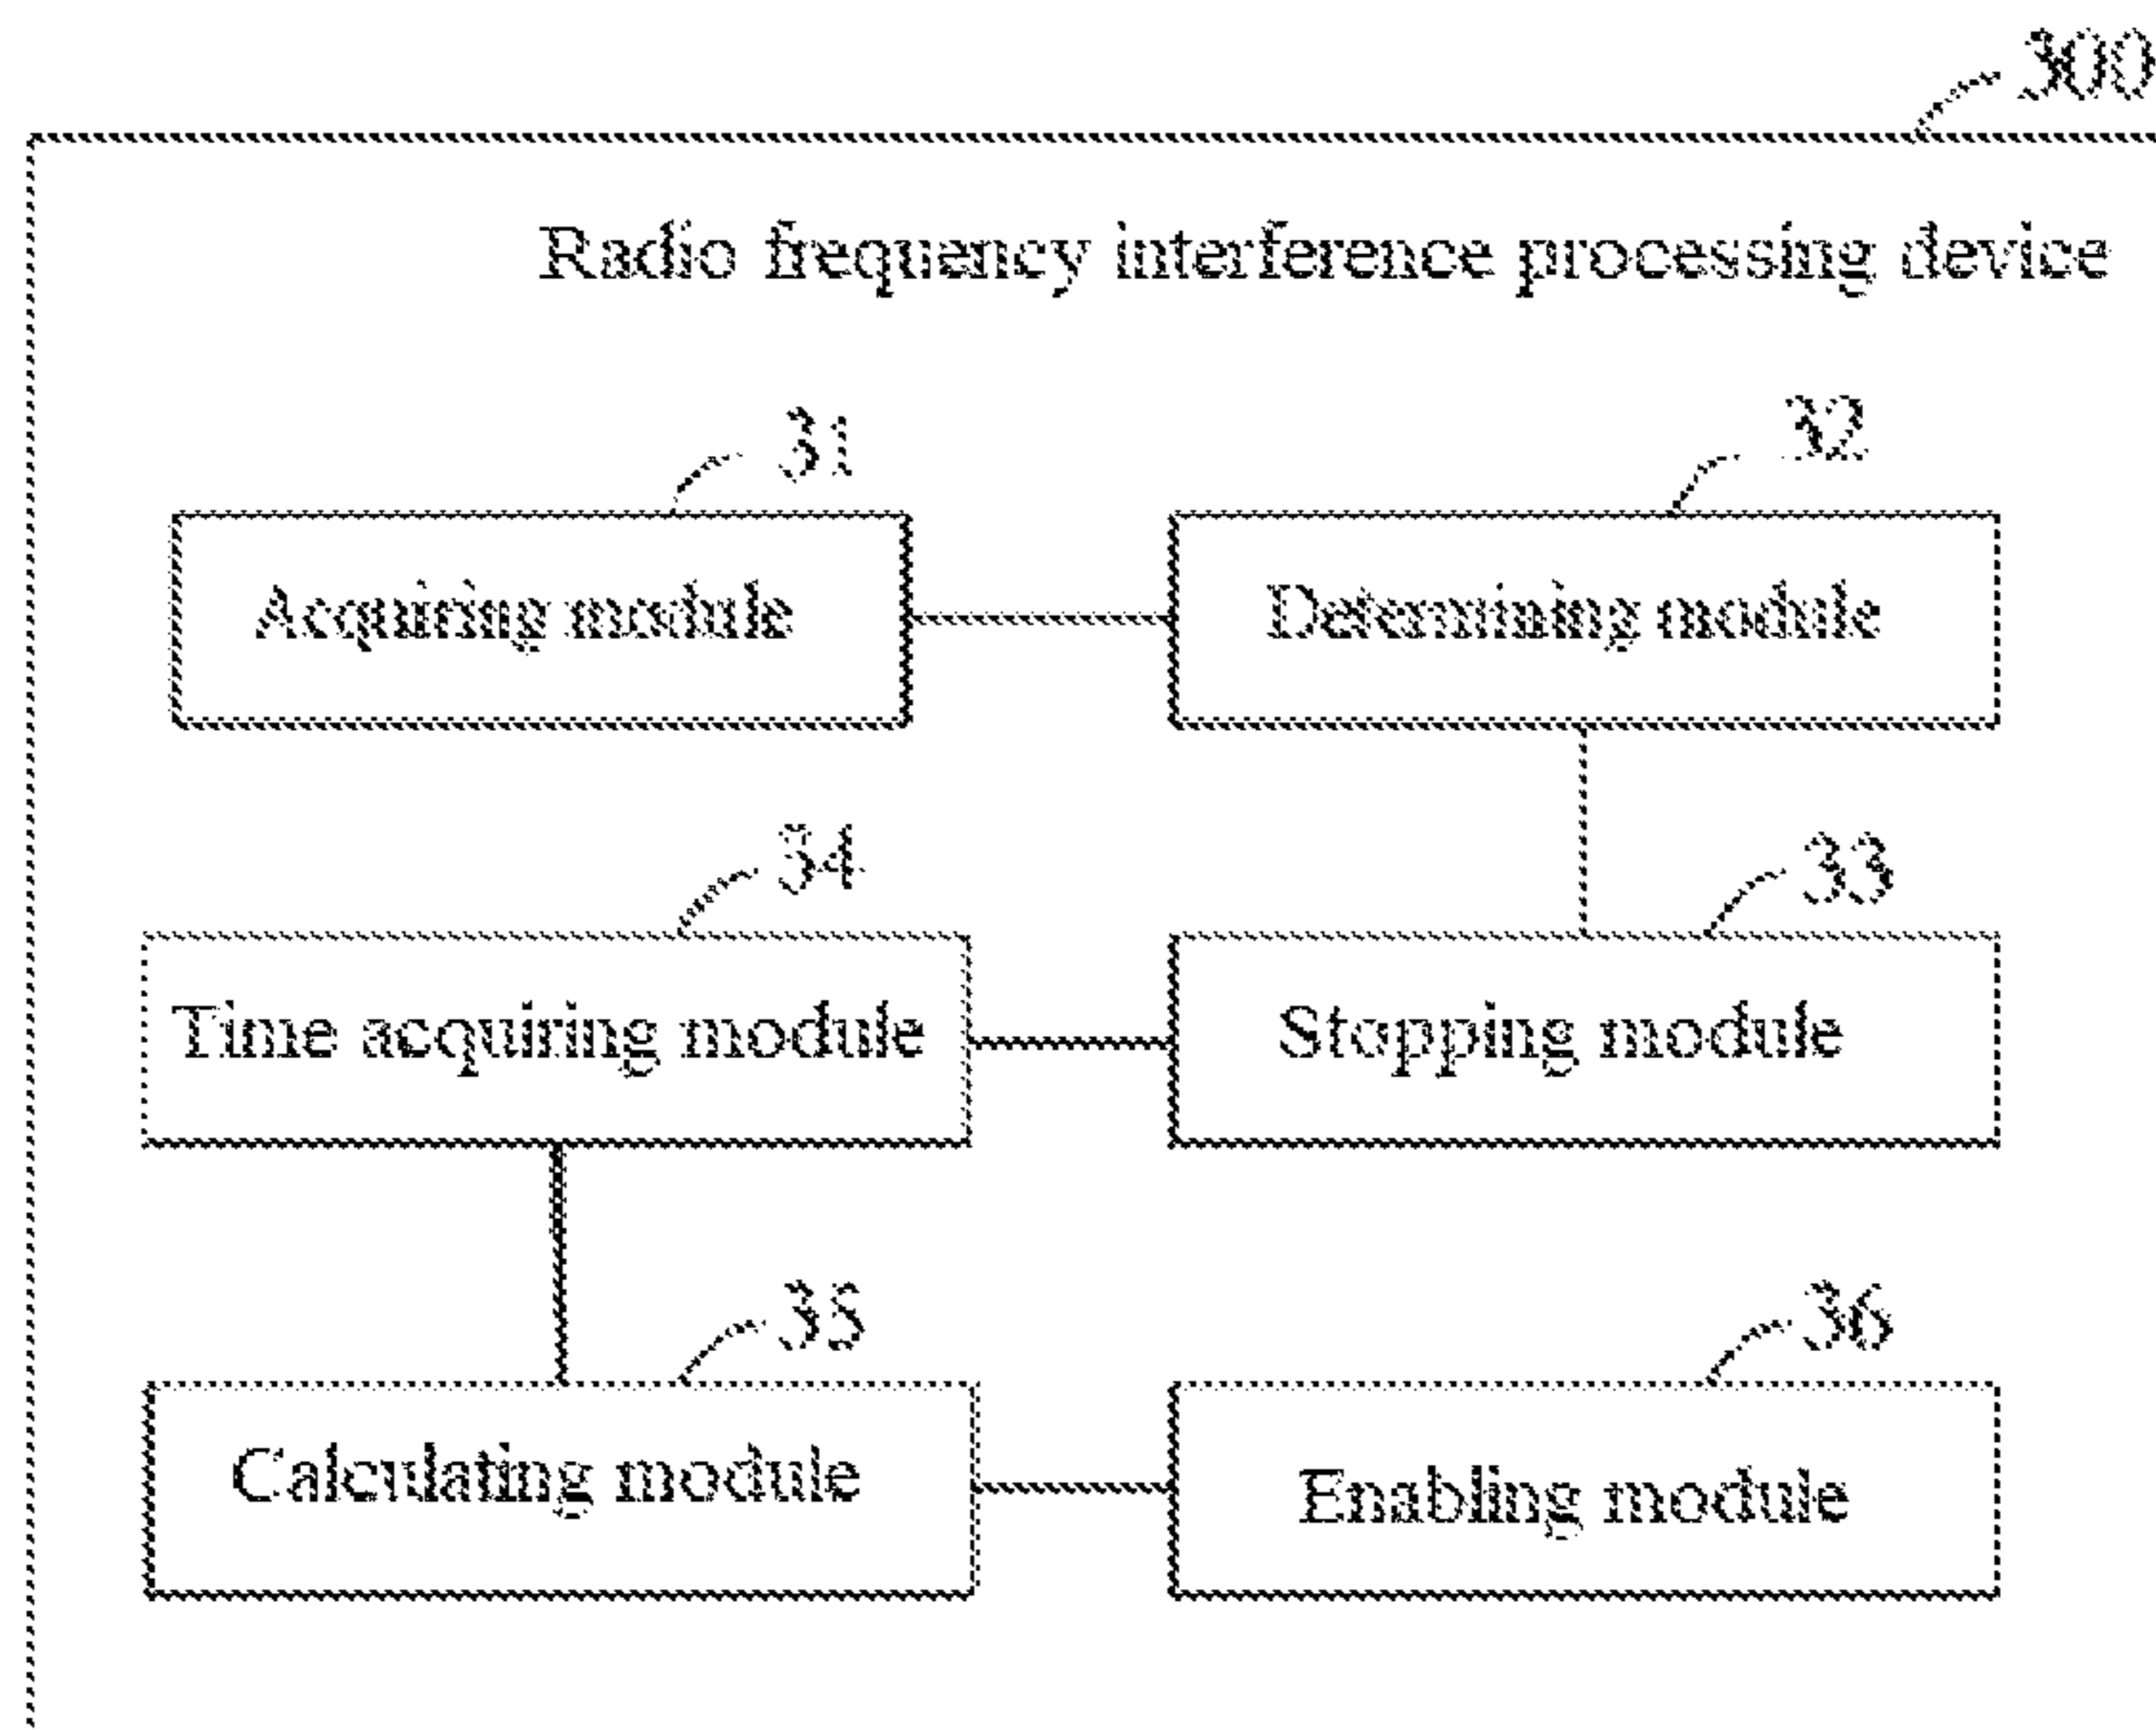 300
Radio frequency interference processing device
31
32
Acquiring module
Determining module
34
33
Time acquiring module
Stopping module
35
36
Calculating module
Enabling module